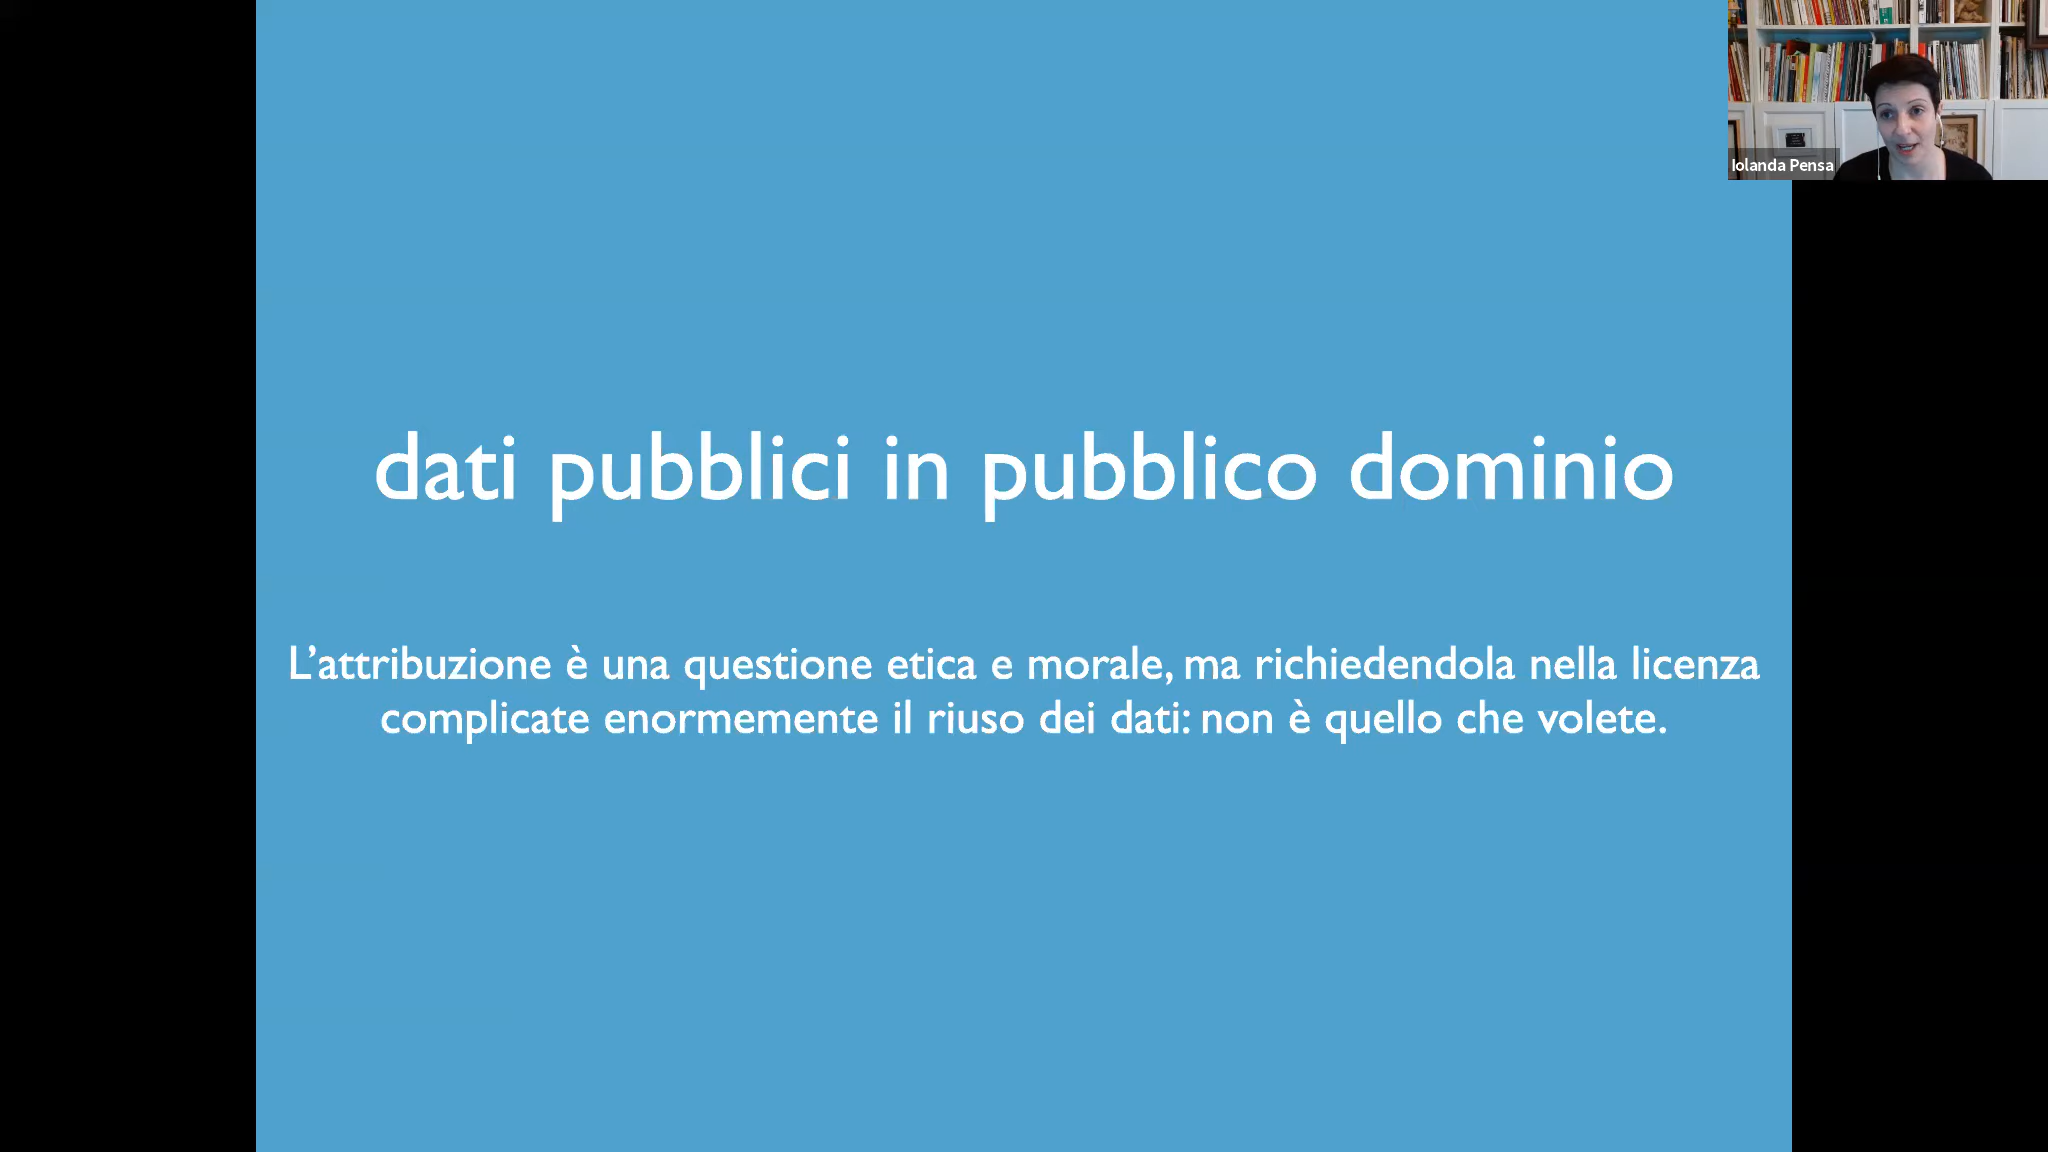 Iolanda Pensa
dati pubblici in pubblico dominio
L’attribuzione è una questione etica e morale, ma richiedendola nella licenza
complicate enormemente il riuso dei dati: non è quello che volete.